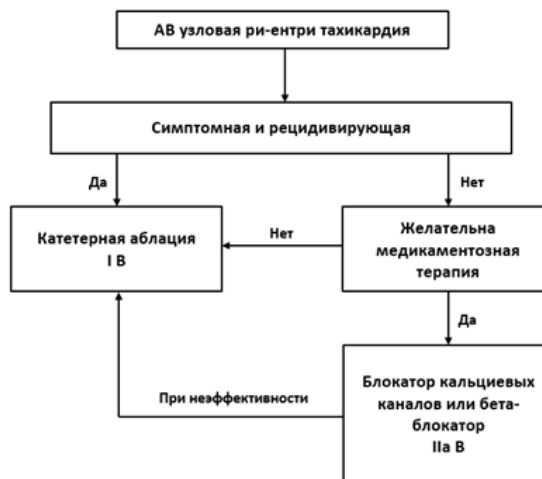 АВ узловая ри-ентри тахикардия
Симптомная и рецидивирующая
Да
Нет
Катетерная аблация
I B
Нет
Желательна
медикаментозная
терапия
Да
При неэффективности
Блокатор кальциевых
каналов или бета-
блокатор
IIa B